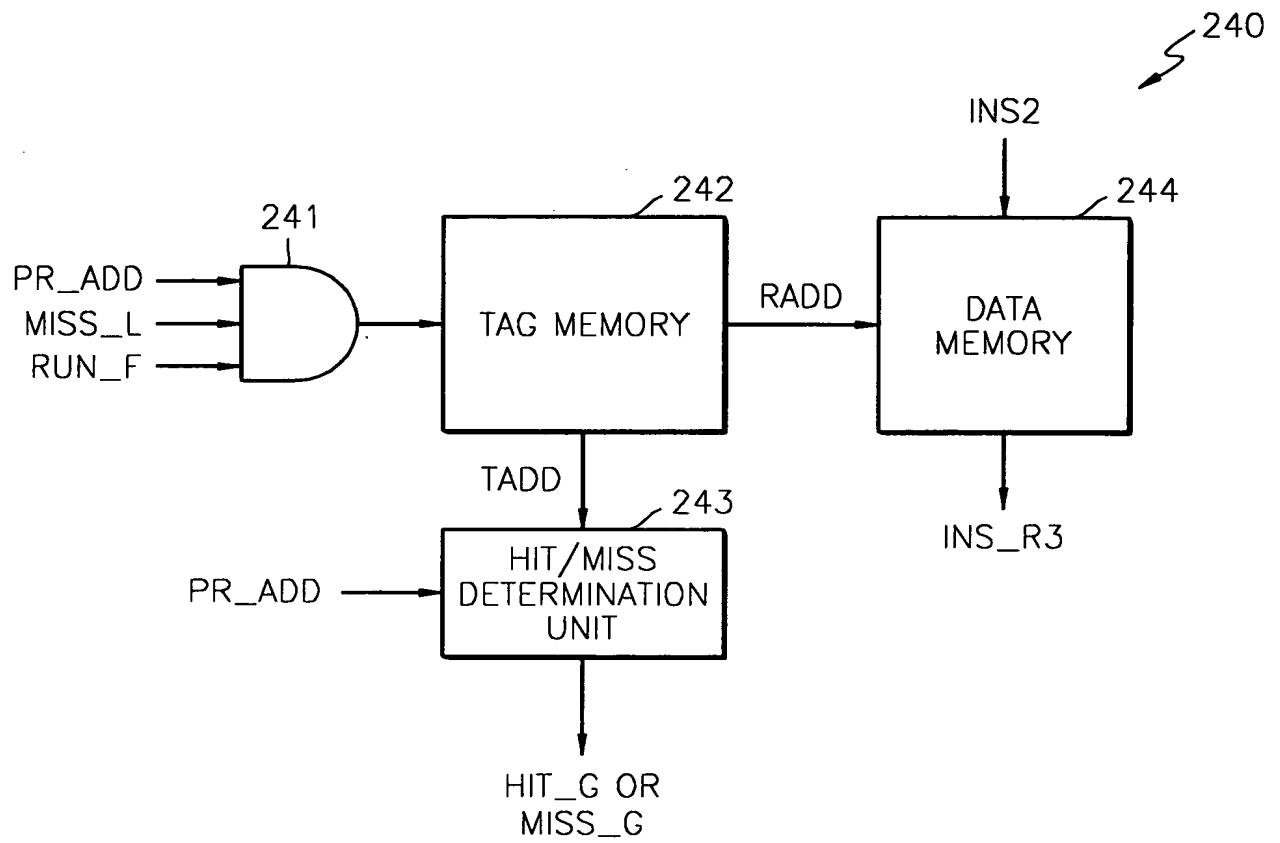 240
INS2
242
244
241
PR_ADD
MISS_L
RUN_F
TAG MEMORY
RADD
DATA
MEMORY
TADD
243
INS_R3
HIT/MISS
DETERMINATION
UNIT
PR_ADD
HIT_G OR
MISS_G